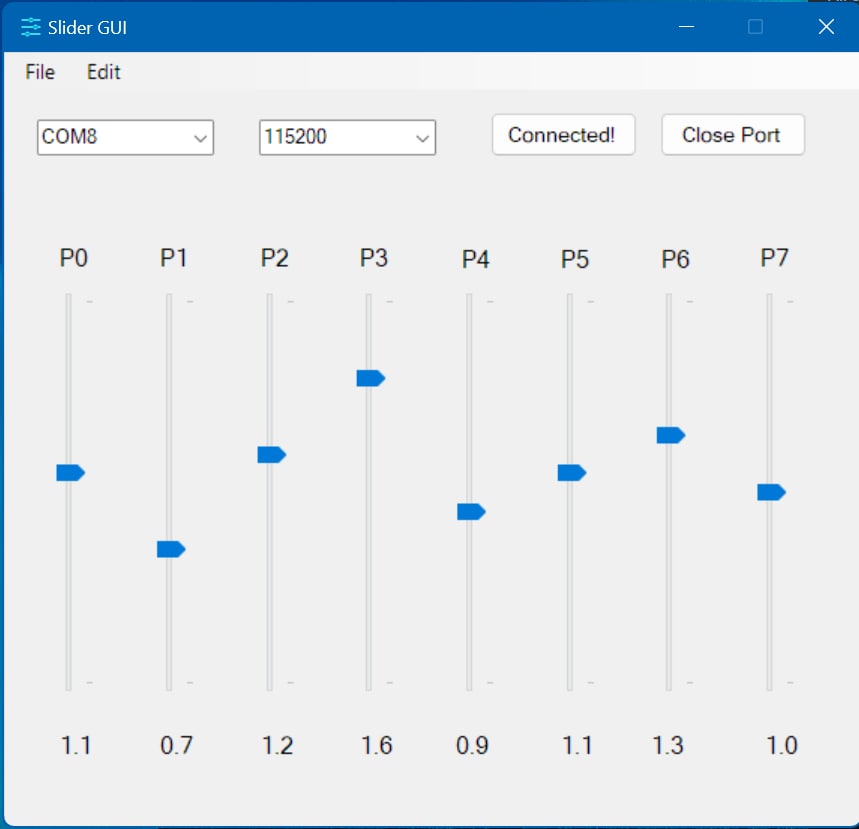 Slider GUI
File Edit
COM8 115200 Connected! Close Port
P0 P1 P2 P3 P4 P5 P6 P7
1.1 0.7 1.2 1.6 0.9 1.1 1.3 1.0